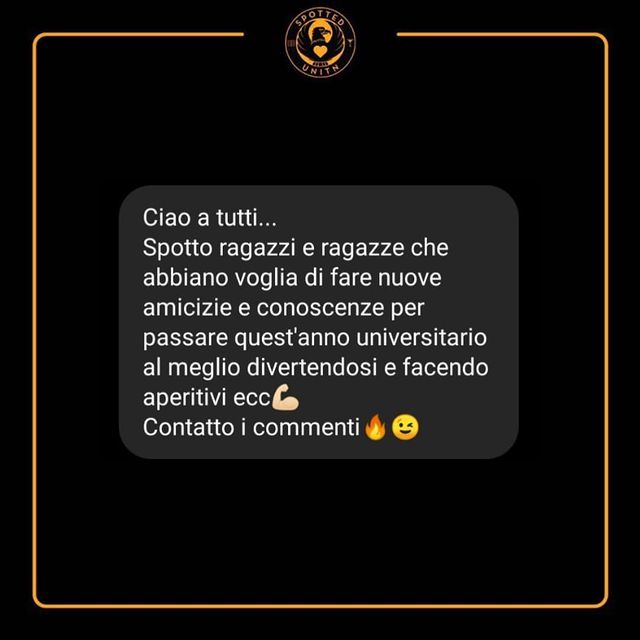 SPOTTED
UNITN
Ciao a tutti...
Spotto ragazzi e ragazze che
abbiano voglia di fare nuove
amicizie e conoscenze per
passare quest'anno universitario
al meglio divertendosi e facendo
aperitivi ecc💪🏻
Contatto i commenti🔥😉